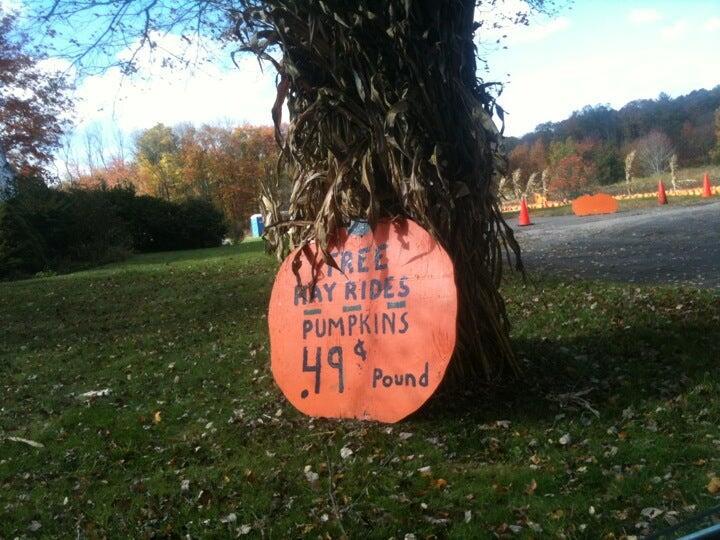 FREE
HAY RIDES
PUMPKINS
.49¢ Pound